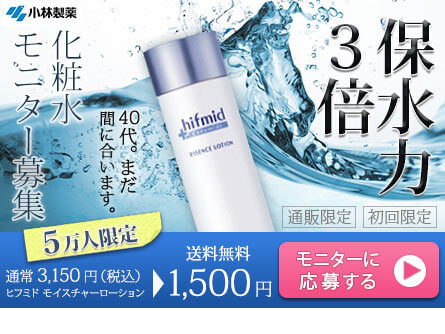 小林製薬
化粧水
モニター募集
40代。まだ
間に合います。
保水力
3倍
hifmid
ESSENCE LOTION
通販限定
初回限定
5万人限定
通常3,150円(税込)
ヒフミド モイスチャーローション
送料無料
1,500円
モニターに
応募する